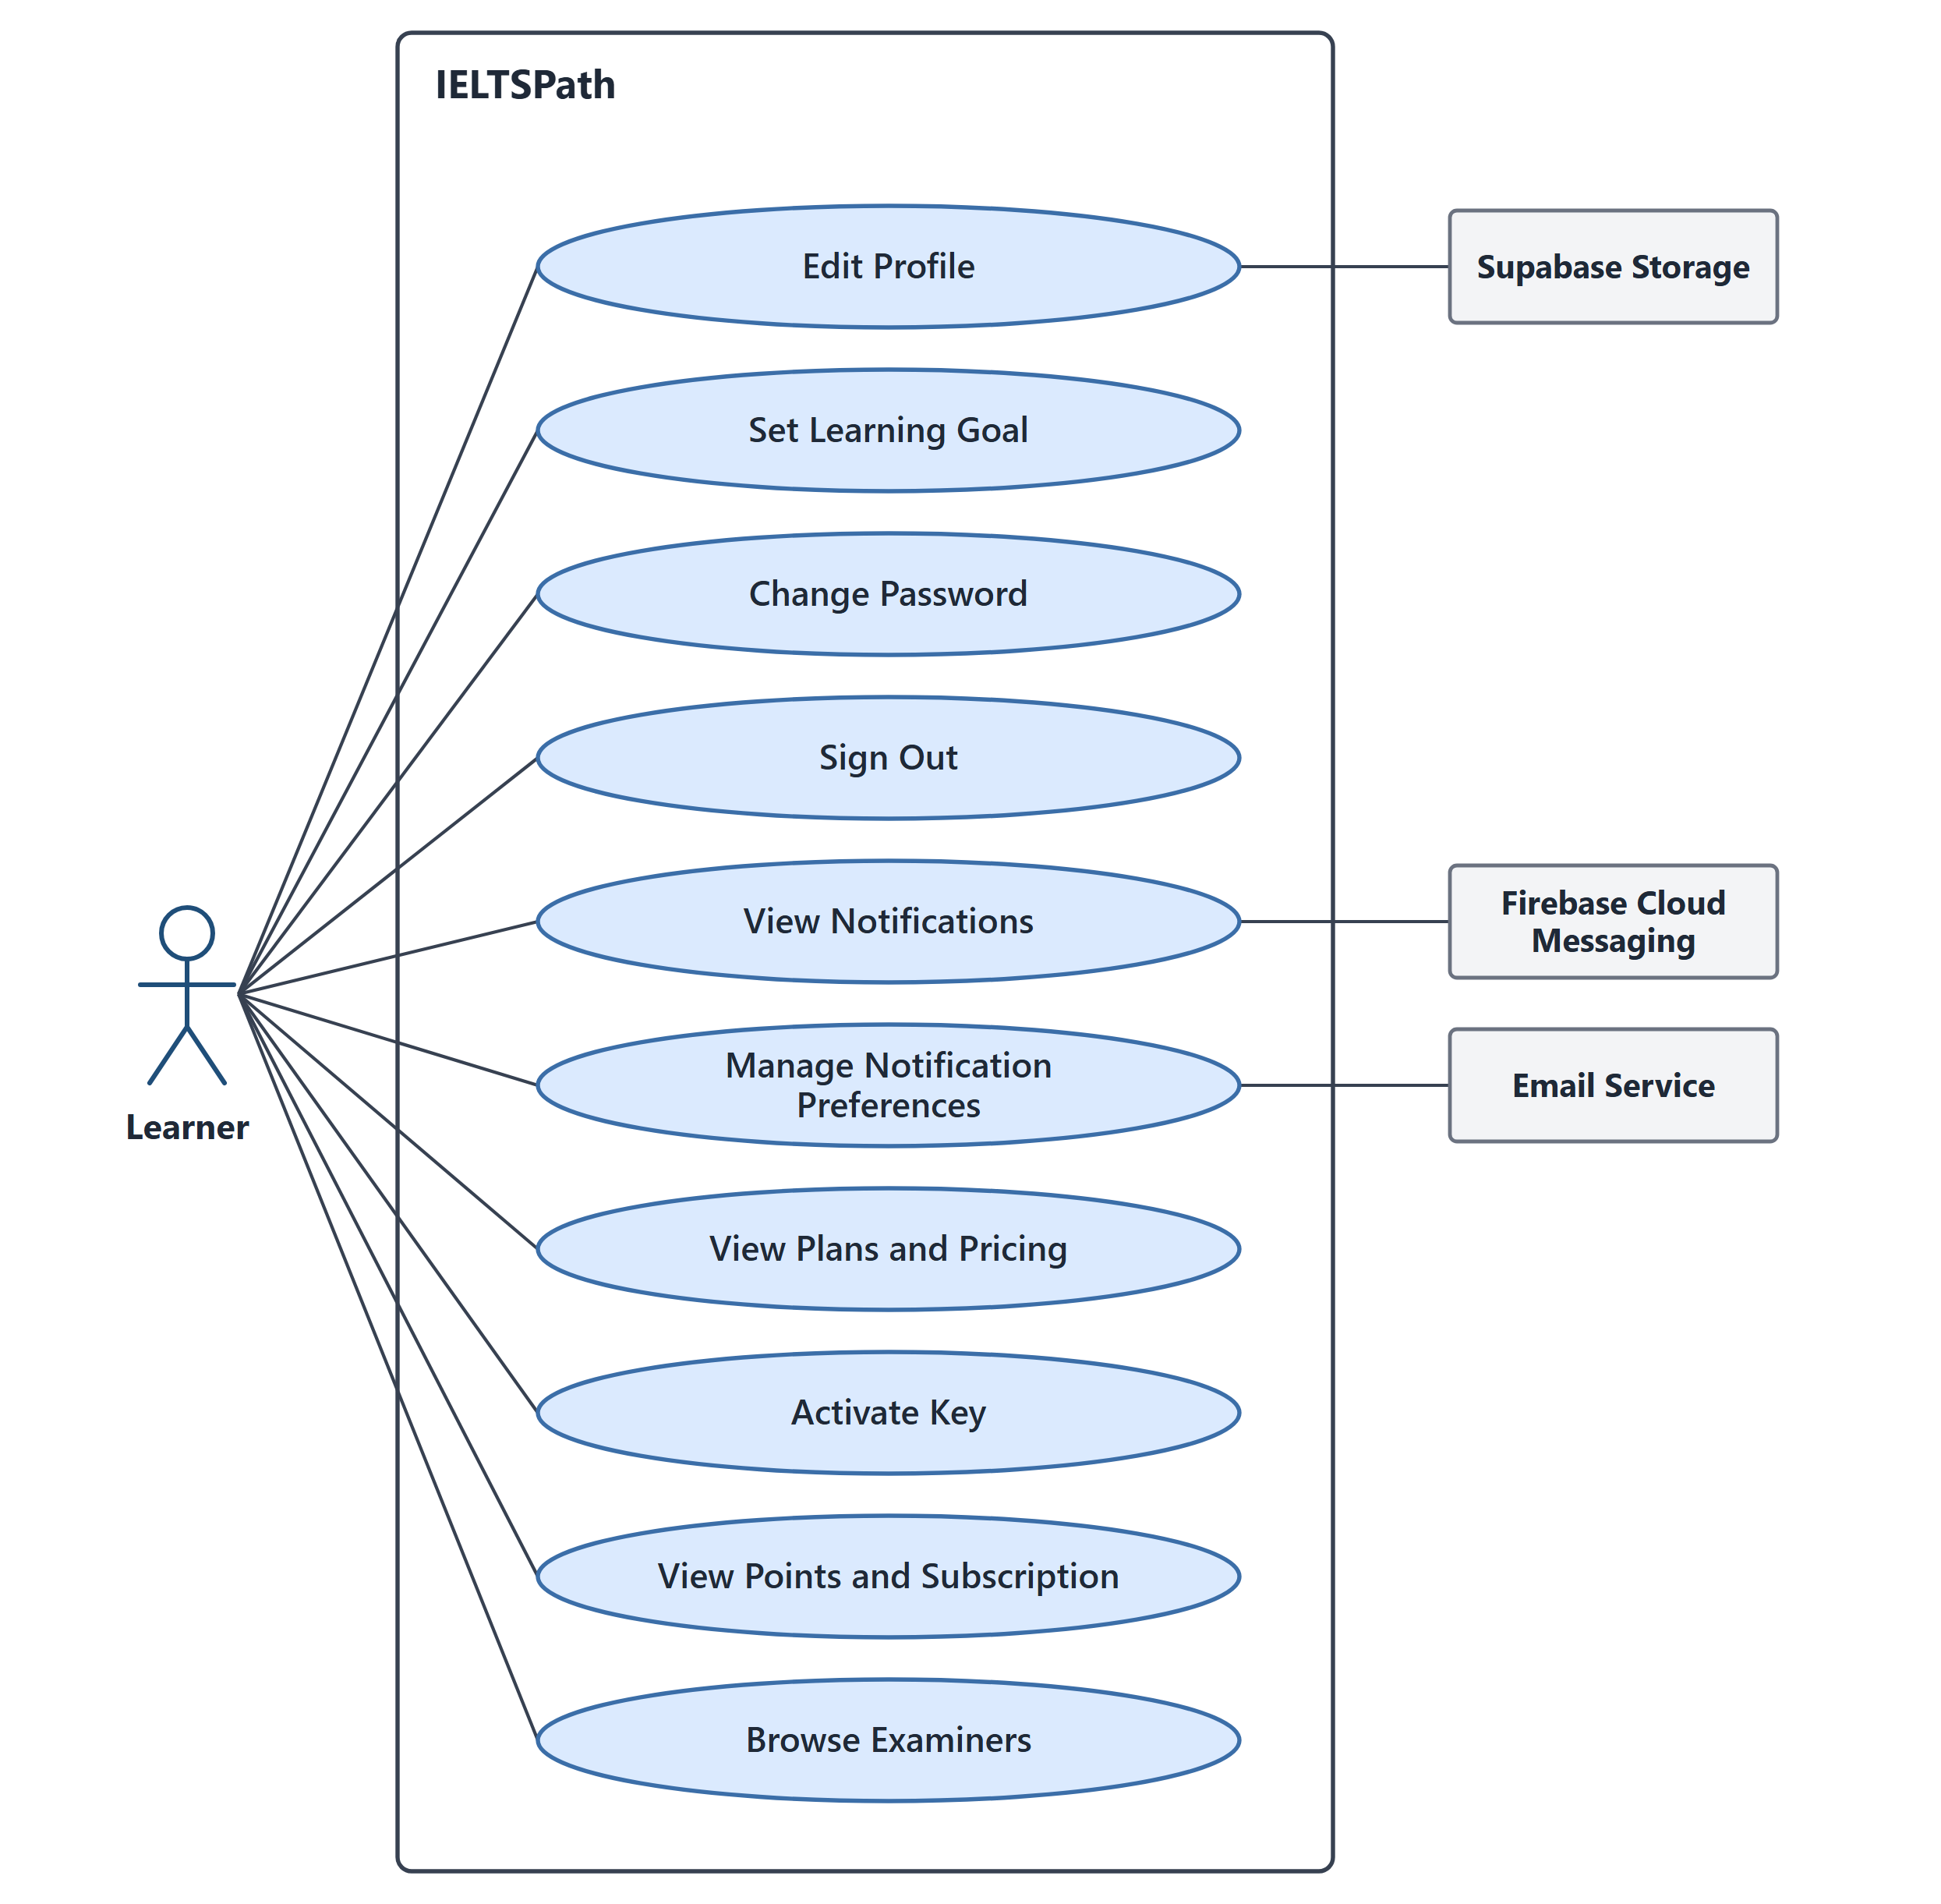 IELTSPath
Edit Profile
Supabase Storage
Set Learning Goal
Change Password
Sign Out
View Notifications
Firebase Cloud
Messaging
Manage Notification
Preferences
Email Service
Learner
View Plans and Pricing
Activate Key
View Points and Subscription
Browse Examiners